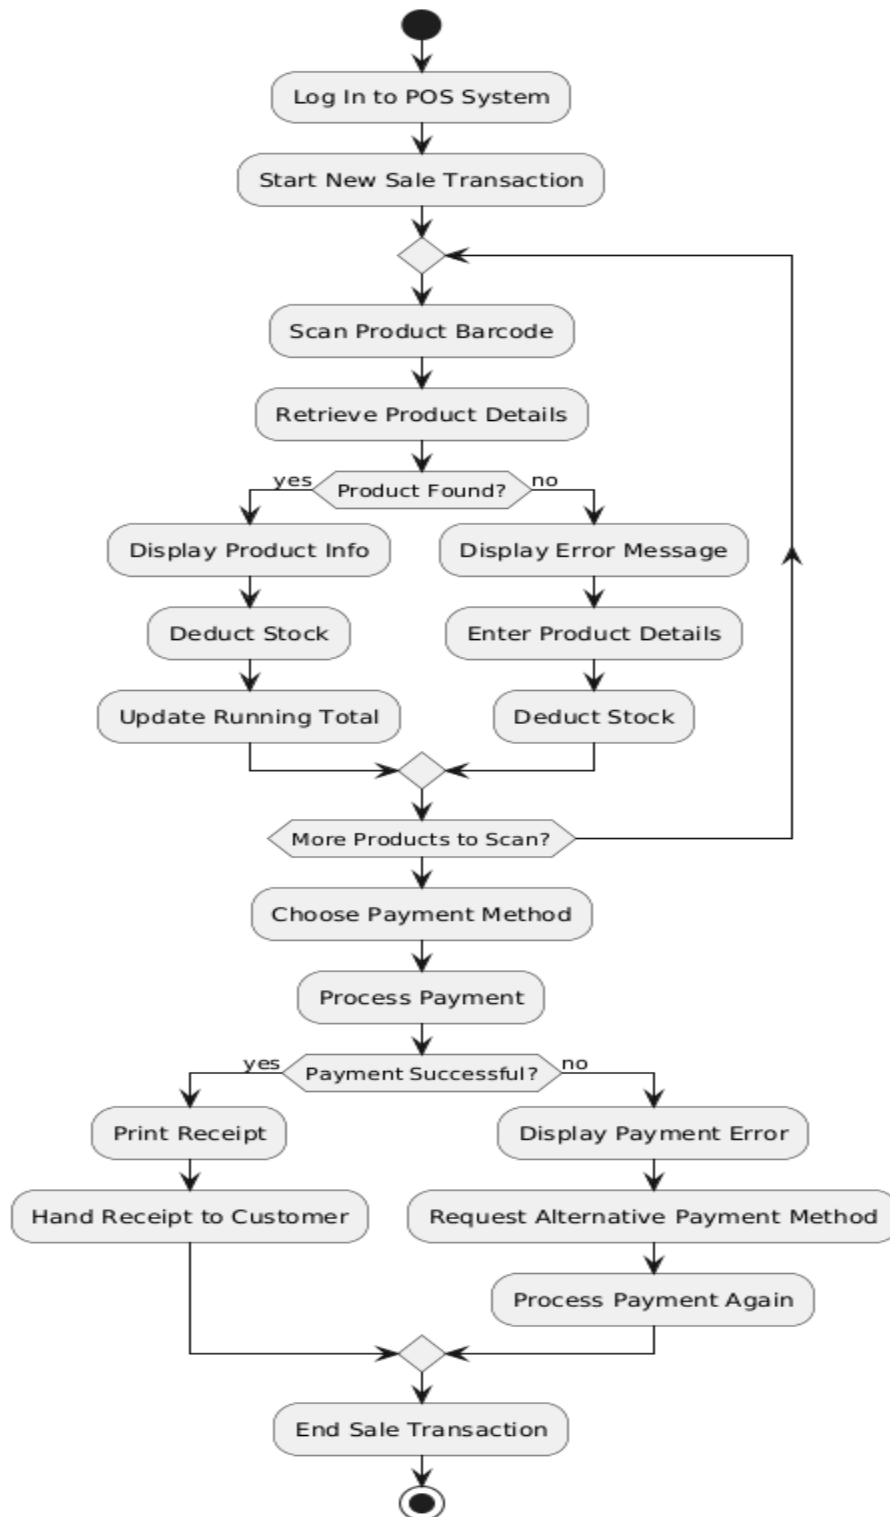 Log In to POS System
Start New Sale Transaction
Scan Product Barcode
Retrieve Product Details
yes
Product Found?
no
Display Product Info
Display Error Message
Deduct Stock
Enter Product Details
Update Running Total
Deduct Stock
More Products to Scan?
Choose Payment Method
Process Payment
yes
Payment Successful?
no
Print Receipt
Display Payment Error
Hand Receipt to Customer
Request Alternative Payment Method
Process Payment Again
End Sale Transaction